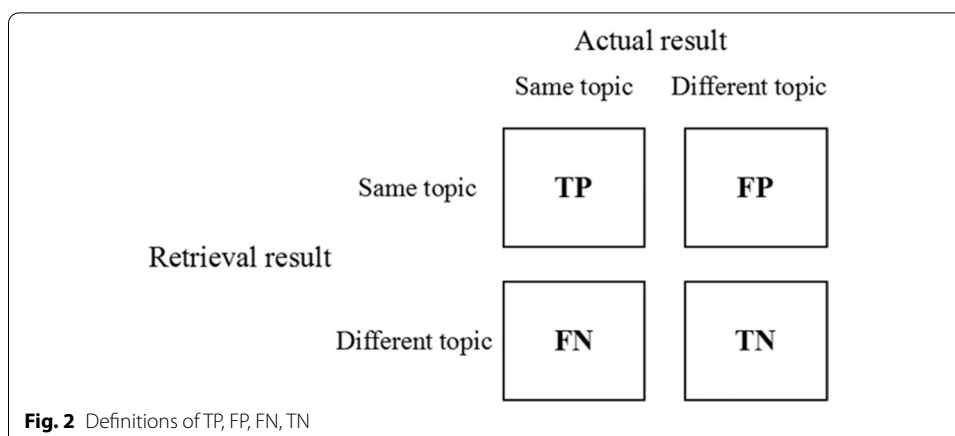 Actual result
Same topic Different topic
Same topic TP FP
Retrieval result
Different topic FN TN
Fig. 2 Definitions of TP, FP, FN, TN